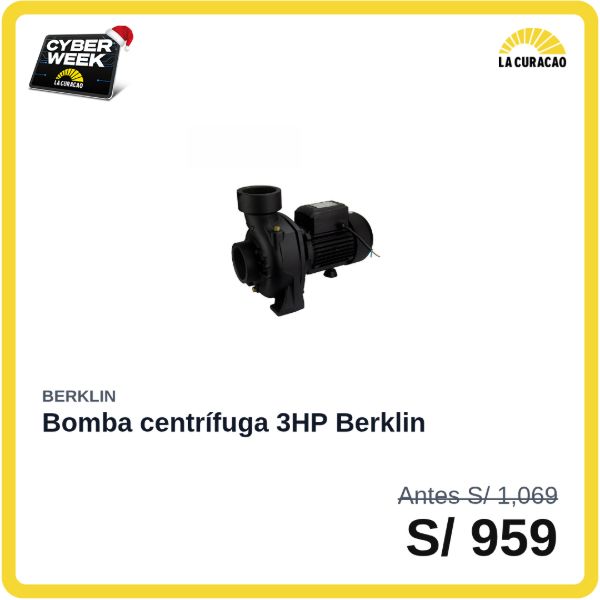 CYBER
WEEK
LA CURACAO
LA CURACAO
BERKLIN
Bomba centrífuga 3HP Berklin
Antes S/ 1,069
S/ 959